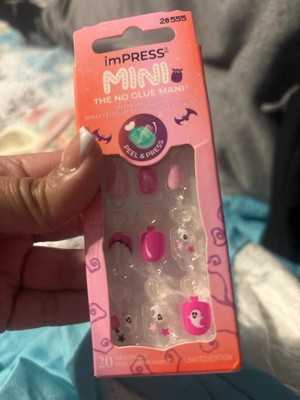 28555
imPRESS®
MINI
THE NO GLUE MANI®
PEEL & PRESS
20
LIMITED EDITION